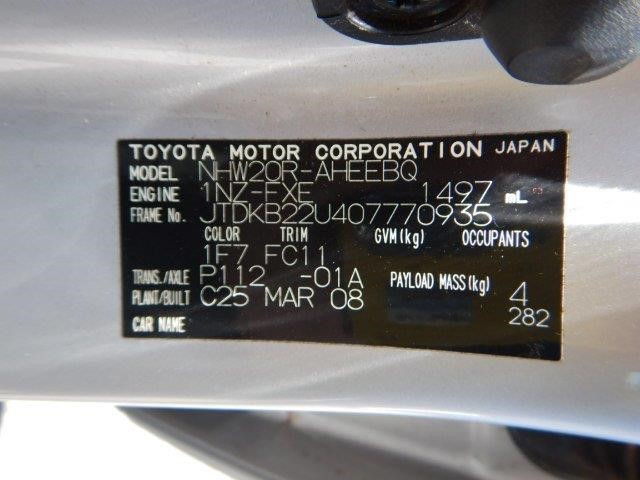 TOYOTA MOTOR CORPORATION JAPAN
MODEL NHW20R-AHEEBQ
ENGINE 1NZ-FXE 1497 mL
FRAME No. JTDKB22U407770935
COLOR TRIM GVM(kg) OCCUPANTS
1F7 FC11
TRANS./AXLE P112 -01A PAYLOAD MASS(kg) 4
PLANT/BUILT C25 MAR 08 282
CAR NAME